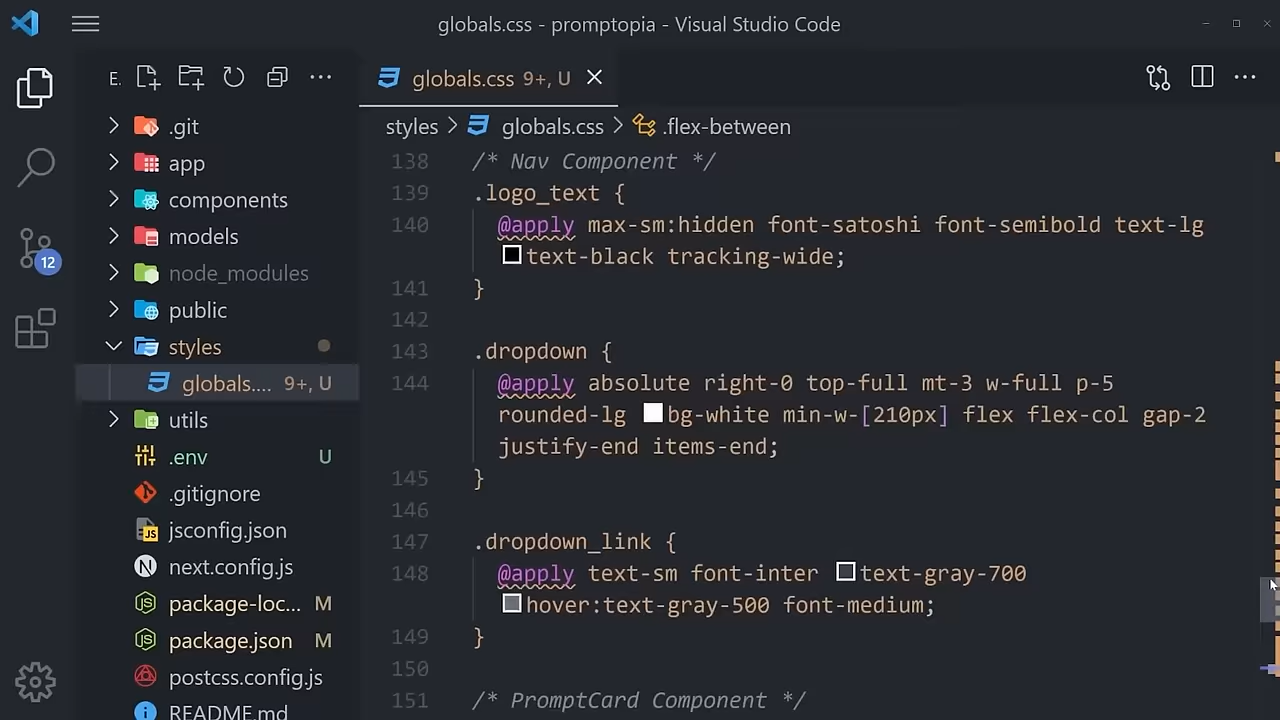 globals.css - promptopia - Visual Studio Code
E.
globals.css 9+, U
styles > globals.css > .flex-between
.git
app
components
models
node_modules
public
styles
globals.... 9+, U
utils
.env U
.gitignore
jsconfig.json
next.config.js
package-loc... M
package.json M
postcss.config.js
README.md
12
138 /* Nav Component */
139 .logo_text {
140 @apply max-sm:hidden font-satoshi font-semibold text-lg
text-black tracking-wide;
141 }
142
143 .dropdown {
144 @apply absolute right-0 top-full mt-3 w-full p-5
rounded-lg bg-white min-w-[210px] flex flex-col gap-2
justify-end items-end;
145 }
146
147 .dropdown_link {
148 @apply text-sm font-inter text-gray-700
hover:text-gray-500 font-medium;
149 }
150
151 /* PromptCard Component */